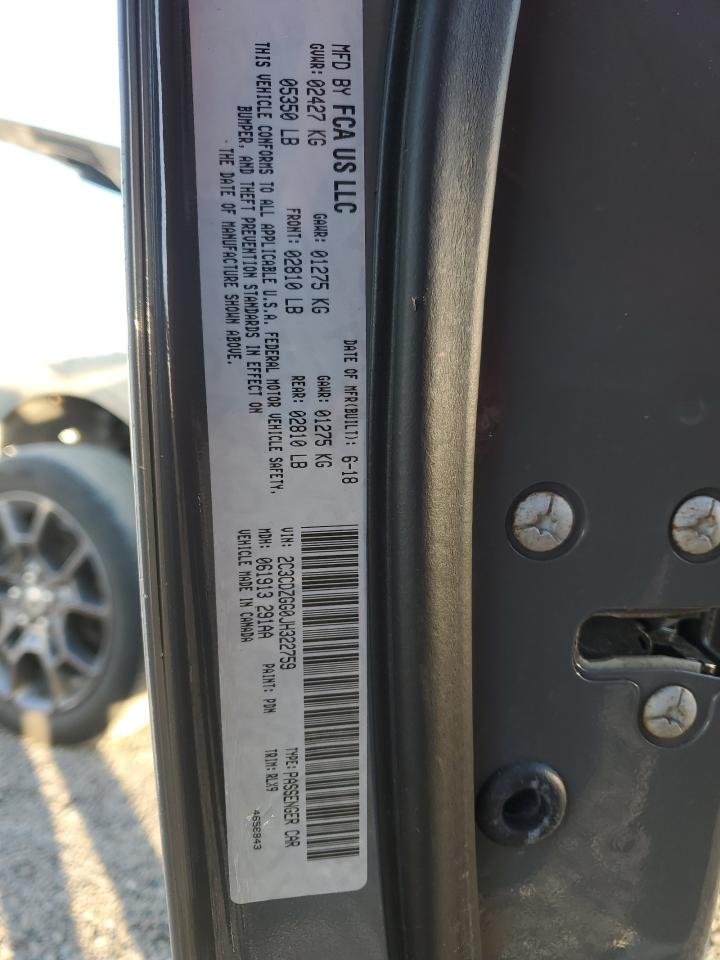 MFD BY FCA US LLC
DATE OF MFR(BUILT): 6-18
GVWR: 02427 KG GAWR: 01275 KG GAWR: 01275 KG
05350 LB FRONT: 02810 LB REAR: 02810 LB
THIS VEHICLE CONFORMS TO ALL APPLICABLE U.S.A. FEDERAL MOTOR VEHICLE SAFETY,
BUMPER, AND THEFT PREVENTION STANDARDS IN EFFECT ON
THE DATE OF MANUFACTURE SHOWN ABOVE.
VIN: 2C3CDZGG0JH322759 TYPE: PASSENGER CAR
MDH: 061913 291AA PAINT: PDN TRIM: RLX9
VEHICLE MADE IN CANADA